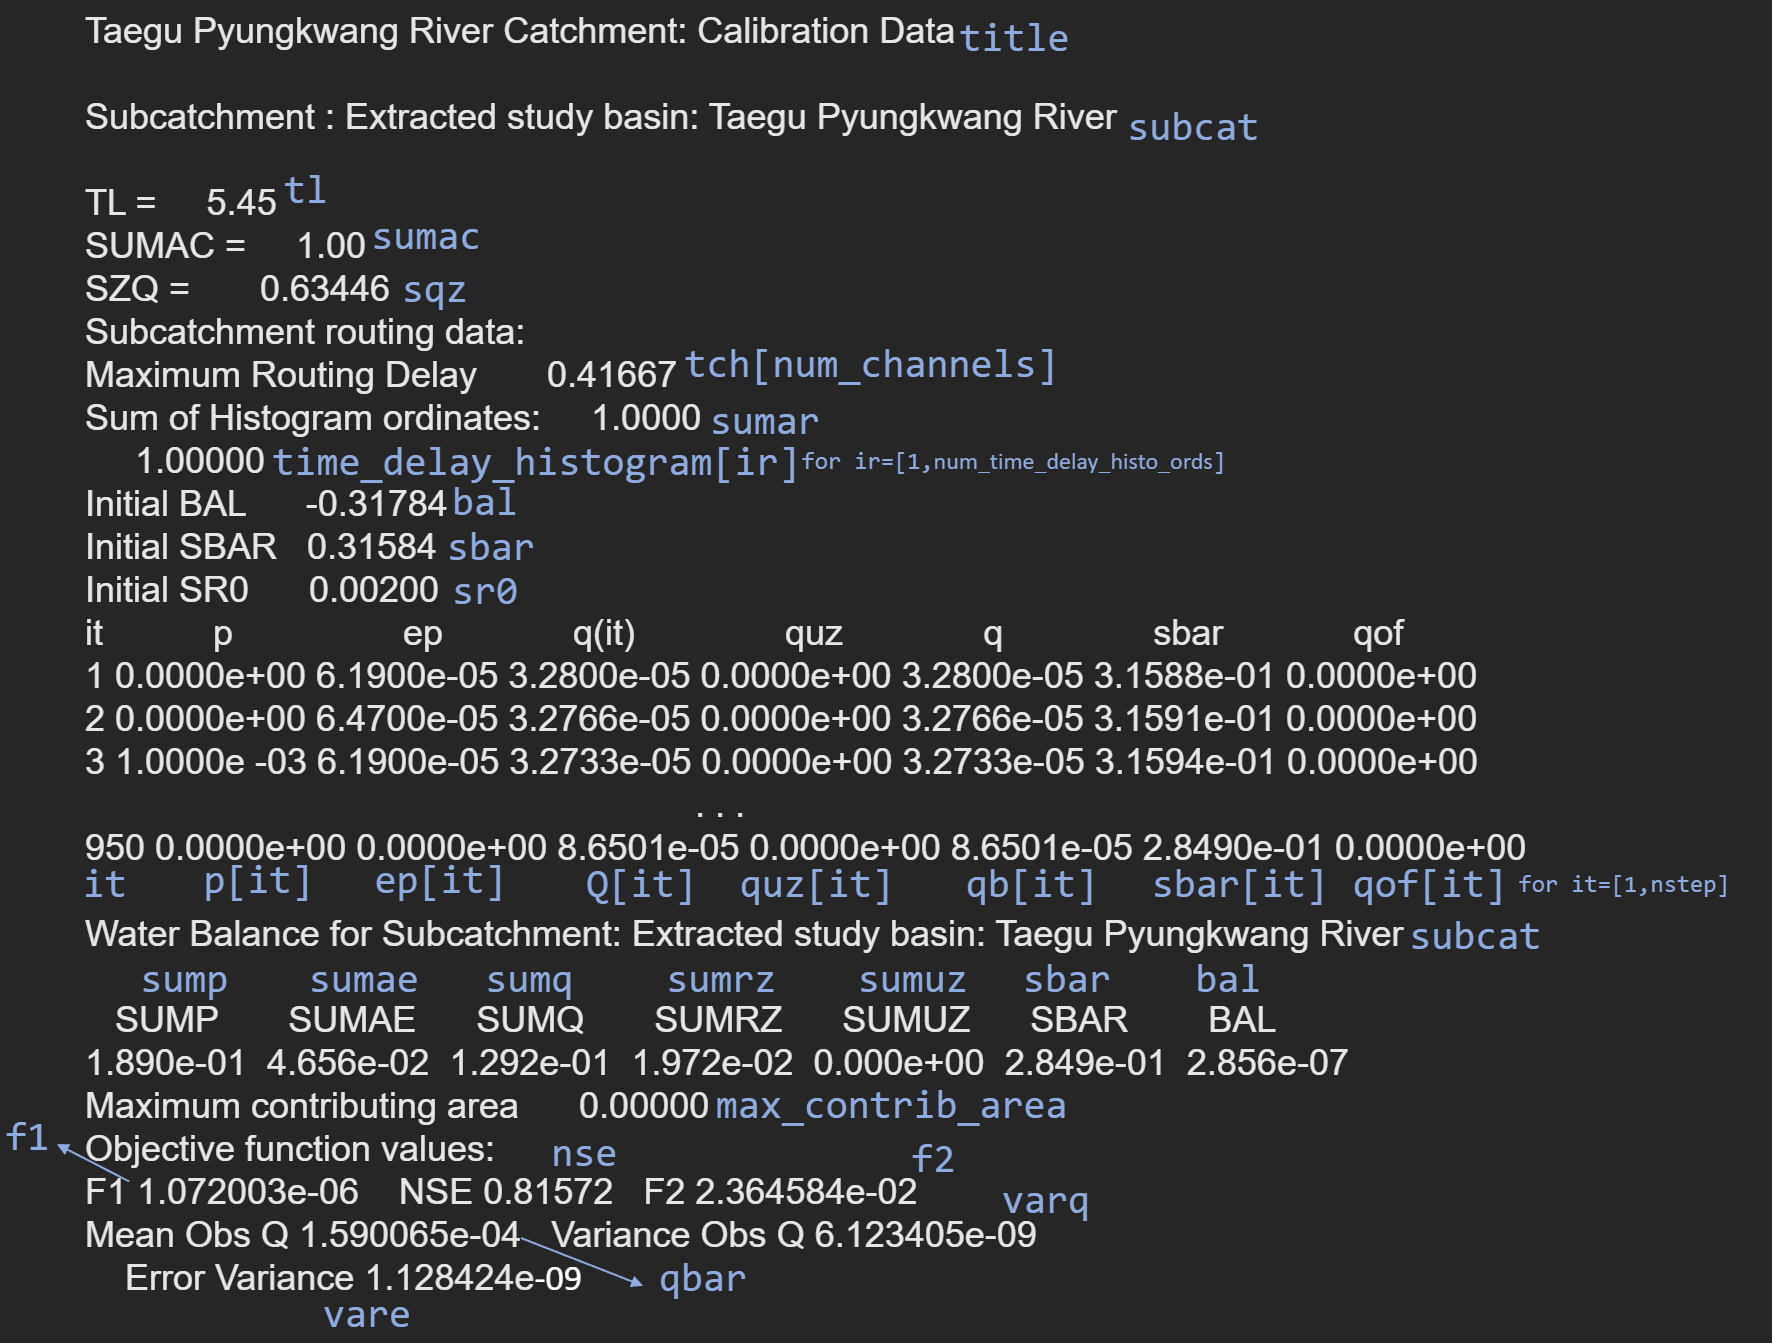 Taegu Pyungkwang River Catchment: Calibration Data title
Subcatchment : Extracted study basin: Taegu Pyungkwang River subcat
TL = 5.45 tl
SUMAC = 1.00 sumac
SZQ = 0.63446 sqz
Subcatchment routing data:
Maximum Routing Delay 0.41667 tch[num_channels]
Sum of Histogram ordinates: 1.0000 sumar
1.00000 time_delay_histogram[ir] for ir=[1,num_time_delay_histo_ords]
Initial BAL -0.31784 bal
Initial SBAR 0.31584 sbar
Initial SR0 0.00200 sr0
it p ep q(it) quz q sbar qof
1 0.0000e+00 6.1900e-05 3.2800e-05 0.0000e+00 3.2800e-05 3.1588e-01 0.0000e+00
2 0.0000e+00 6.4700e-05 3.2766e-05 0.0000e+00 3.2766e-05 3.1591e-01 0.0000e+00
3 1.0000e -03 6.1900e-05 3.2733e-05 0.0000e+00 3.2733e-05 3.1594e-01 0.0000e+00
. . .
950 0.0000e+00 0.0000e+00 8.6501e-05 0.0000e+00 8.6501e-05 2.8490e-01 0.0000e+00
it p[it] ep[it] Q[it] quz[it] qb[it] sbar[it] qof[it] for it=[1,nstep]
Water Balance for Subcatchment: Extracted study basin: Taegu Pyungkwang River subcat
sump sumae sumq sumrz sumuz sbar bal
SUMP SUMAE SUMQ SUMRZ SUMUZ SBAR BAL
1.890e-01 4.656e-02 1.292e-01 1.972e-02 0.000e+00 2.849e-01 2.856e-07
Maximum contributing area 0.00000 max_contrib_area
f1 Objective function values: nse f2
F1 1.072003e-06 NSE 0.81572 F2 2.364584e-02 varq
Mean Obs Q 1.590065e-04 Variance Obs Q 6.123405e-09
Error Variance 1.128424e-09 qbar
vare